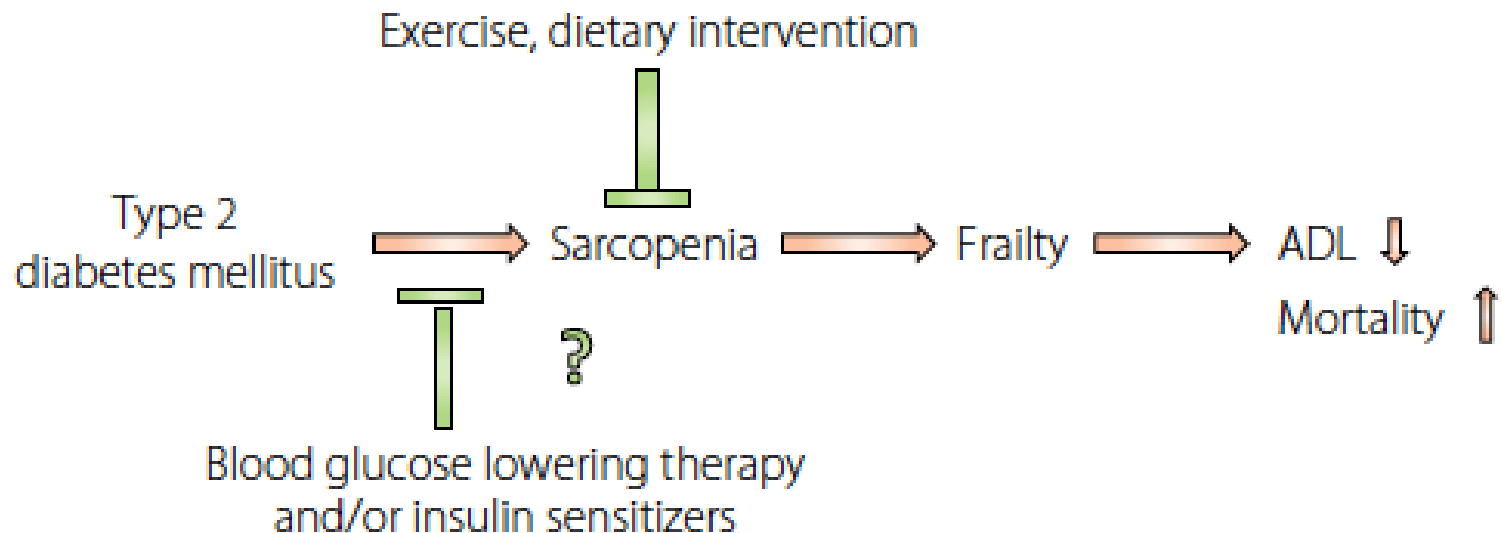 Exercise, dietary intervention
Type 2
diabetes mellitus
Sarcopenia
Frailty
ADL
Mortality
?
Blood glucose lowering therapy
and/or insulin sensitizers